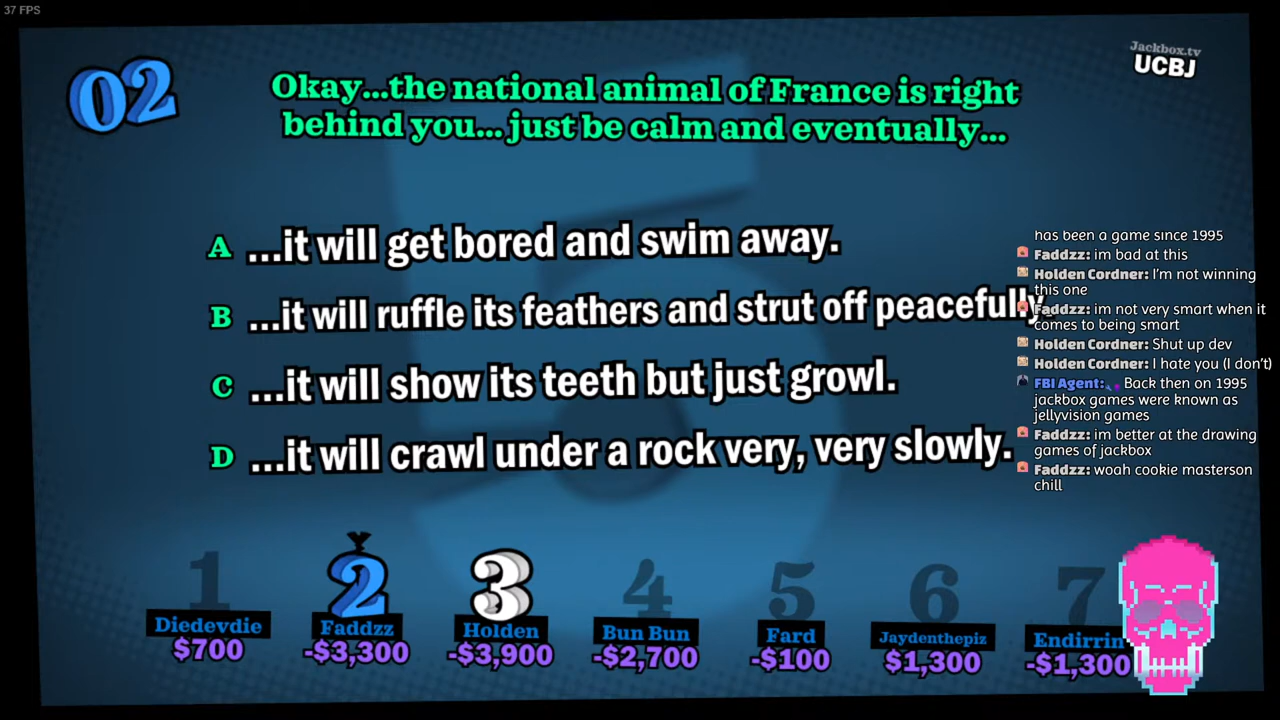 37 FPS
Jackbox.tv
UCBJ
02
Okay...the national animal of France is right
behind you... just be calm and eventually...
A ...it will get bored and swim away.
B ...it will ruffle its feathers and strut off peacefully.
C ...it will show its teeth but just growl.
D ...it will crawl under a rock very, very slowly.
has been a game since 1995
Faddzz: im bad at this
Holden Cordner: I'm not winning
this one
Faddzz: im not very smart when it
comes to being smart
Holden Cordner: Shut up dev
Holden Cordner: I hate you (I don't)
FBI Agent: Back then on 1995
jackbox games were known as
jellyvision games
Faddzz: im better at the drawing
games of jackbox
Faddzz: woah cookie masterson
chill
5
1 2 3 4 5 6 7
Diedevdie Faddzz Holden Bun Bun Fard Jaydenthepiz Endirrin
$700 -$3,300 -$3,900 -$2,700 -$100 $1,300 -$1,300